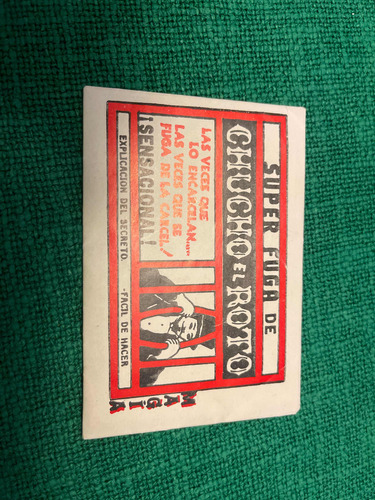 SUPER FUGA DE
CHUCHO EL ROTO
LAS VECES QUE
LO ENCARCELAN....
LAS VECES QUE SE
FUGA DE LA CARCEL!
¡SENSACIONAL!
EXPLICACION DEL SECRETO. -FACIL DE HACER
MAGIA